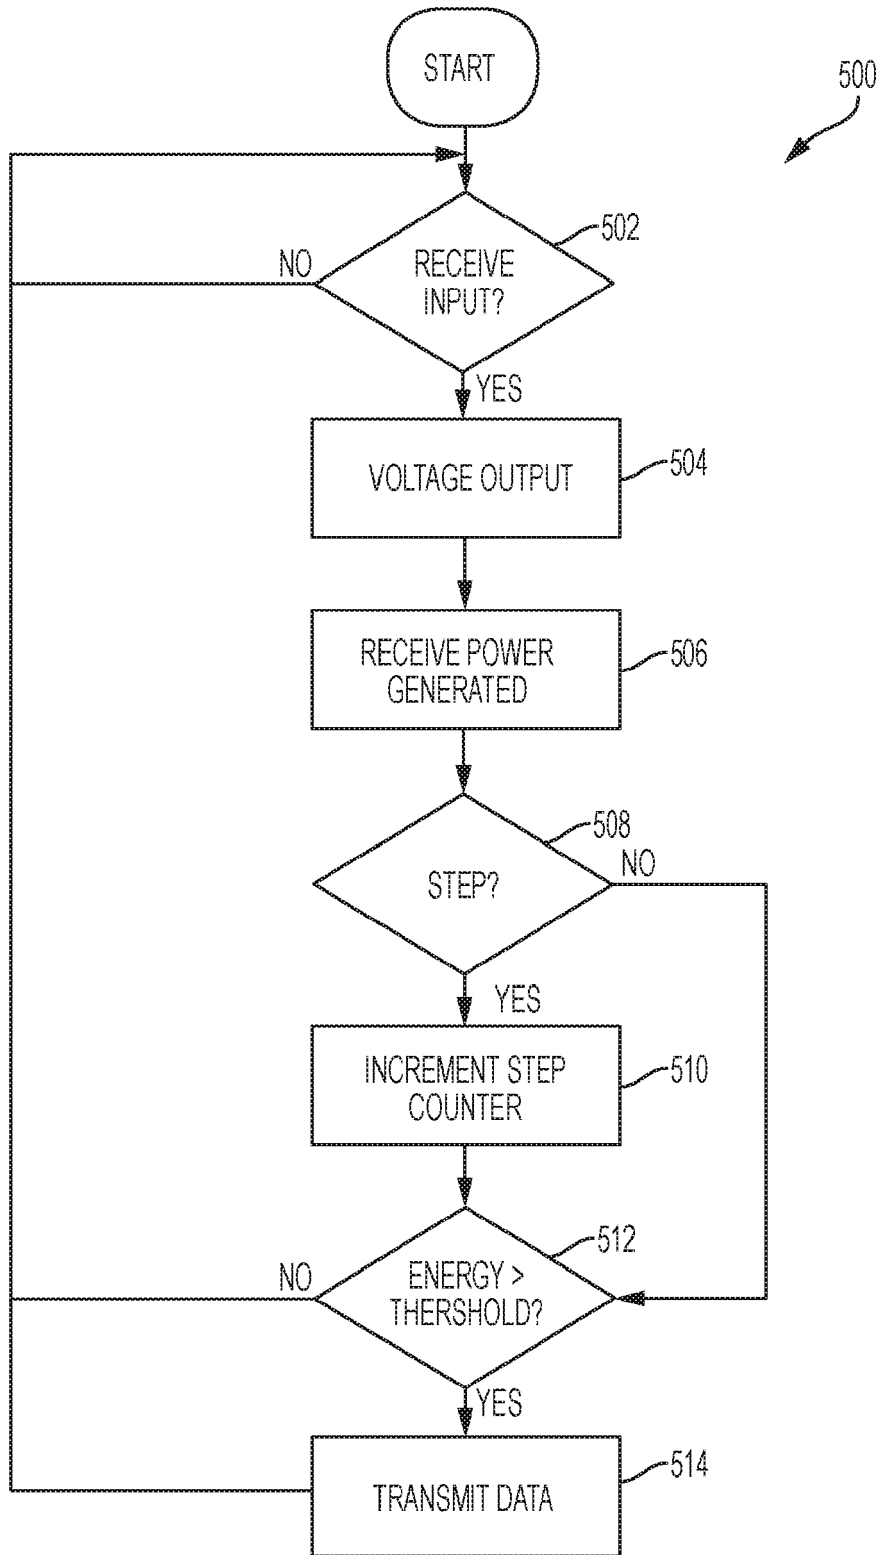 START
500
502
RECEIVE
INPUT?
NO
YES
VOLTAGE OUTPUT
504
RECEIVE POWER
GENERATED
506
508
STEP?
NO
YES
INCREMENT STEP
COUNTER
510
512
ENERGY >
THERSHOLD?
NO
YES
TRANSMIT DATA
514